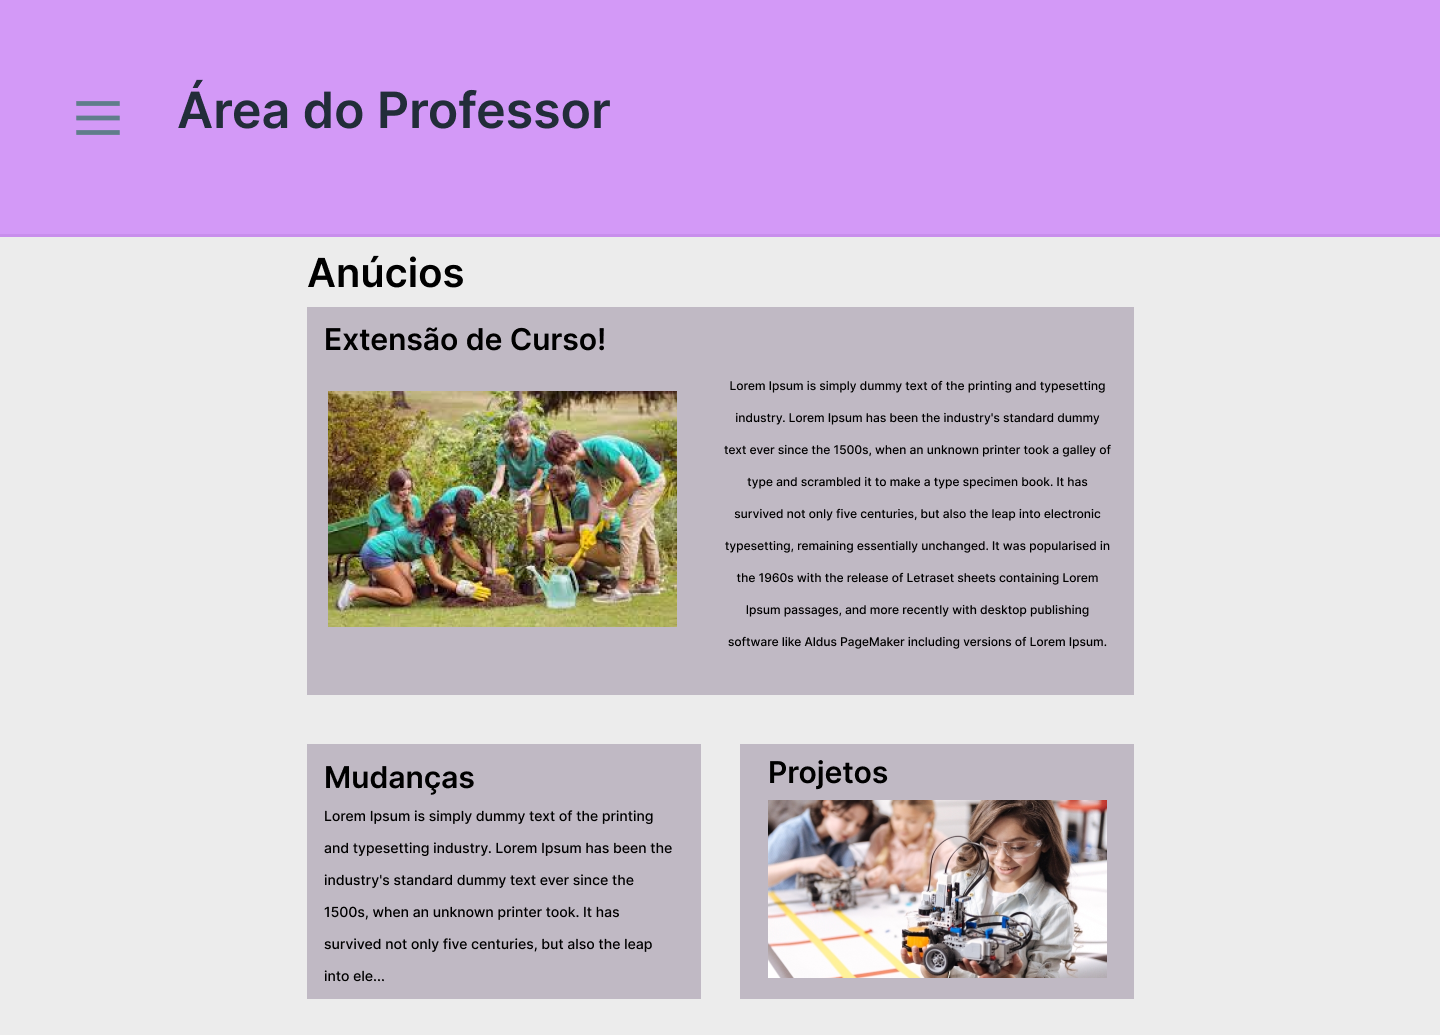 Área do Professor
Anúcios
Extensão de Curso!
Lorem Ipsum is simply dummy text of the printing and typesetting
industry. Lorem Ipsum has been the industry's standard dummy
text ever since the 1500s, when an unknown printer took a galley of
type and scrambled it to make a type specimen book. It has
survived not only five centuries, but also the leap into electronic
typesetting, remaining essentially unchanged. It was popularised in
the 1960s with the release of Letraset sheets containing Lorem
Ipsum passages, and more recently with desktop publishing
software like Aldus PageMaker including versions of Lorem Ipsum.
Mudanças
Lorem Ipsum is simply dummy text of the printing
and typesetting industry. Lorem Ipsum has been the
industry's standard dummy text ever since the
1500s, when an unknown printer took. It has
survived not only five centuries, but also the leap
into ele...
Projetos